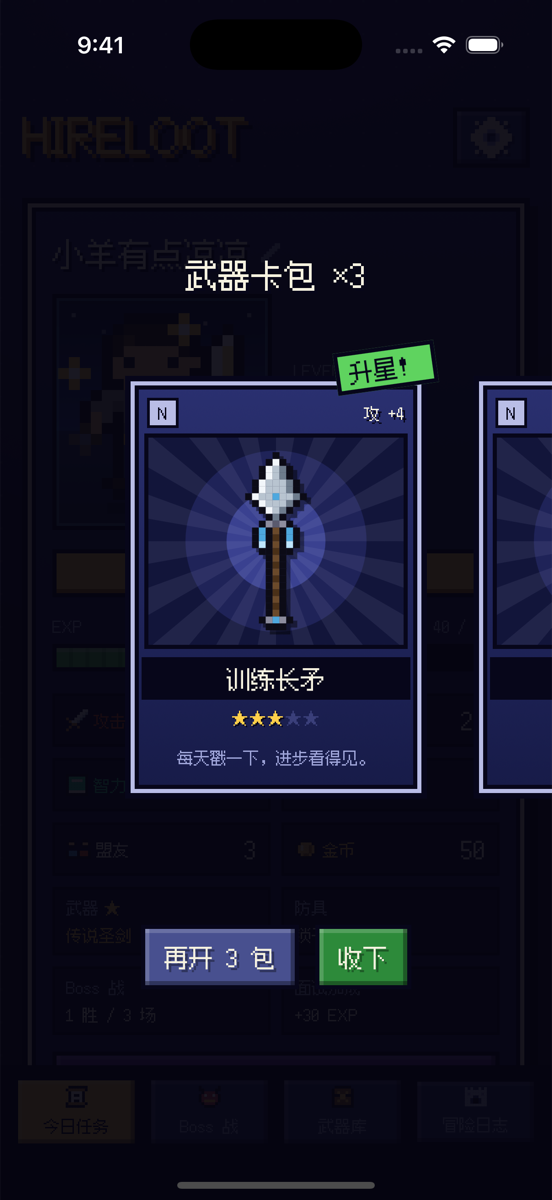 9:41
HIRELOOT
小羊有点凉凉
武器卡包 ×3
升星!
N
攻 +4
N
训练长矛
每天戳一下，进步看得见。
EXP
40 /
攻击
2
智力
盟友
3
金币
50
武器 ★
防具
传说圣剑
再开 3 包
收下
Boss 战
1 胜 / 3 场
+30 EXP
今日任务
Boss 战
武器库
冒险日志